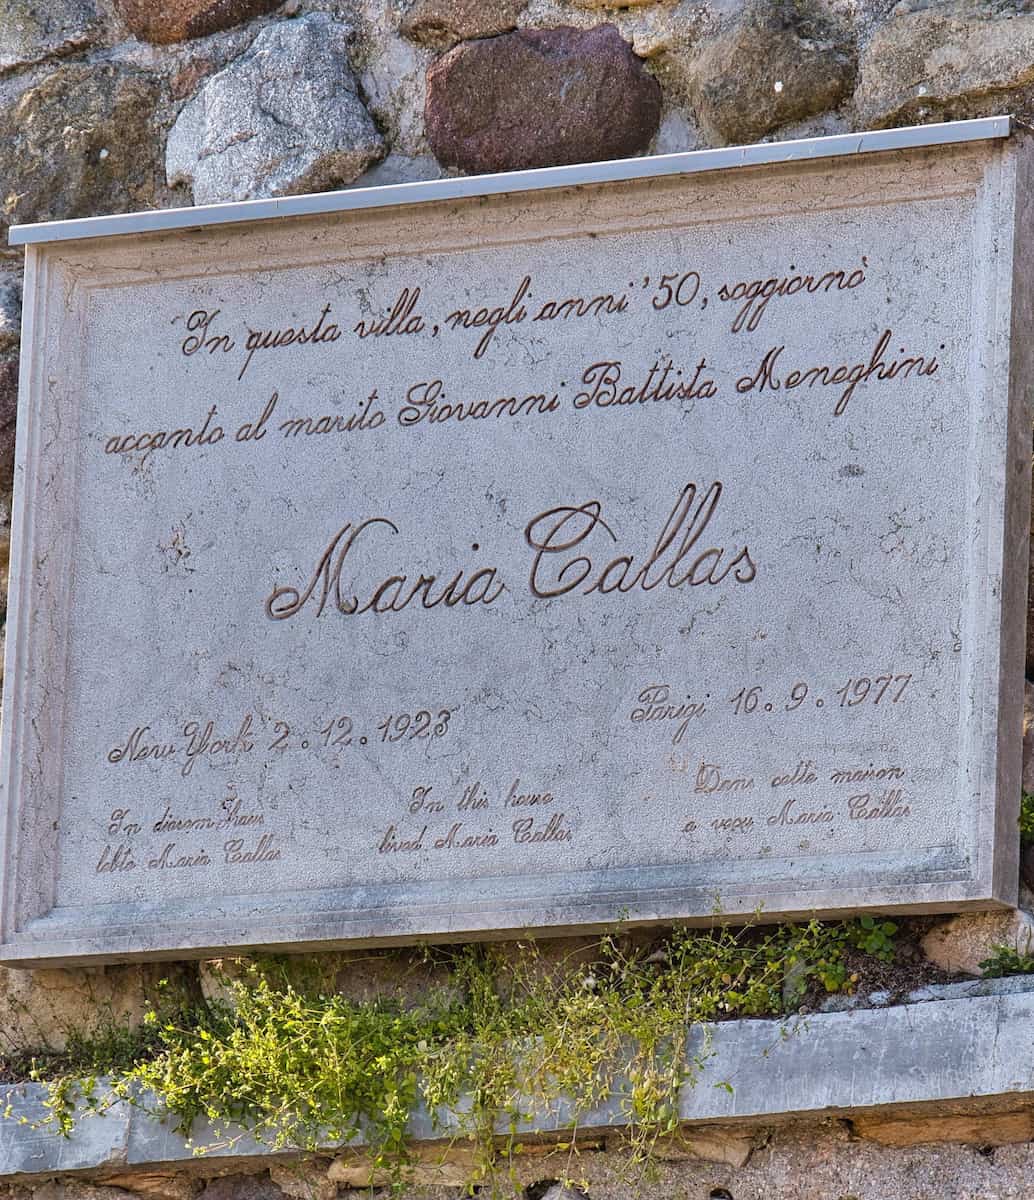 In questa villa, negli anni '50, soggiornò
accanto al marito Giovanni Battista Meneghini
Maria Callas
New York 2.12.1923
Parigi 16.9.1977
In diesem Haus
lebte Maria Callas
In this house
lived Maria Callas
Dans cette maison
a vecu Maria Callas